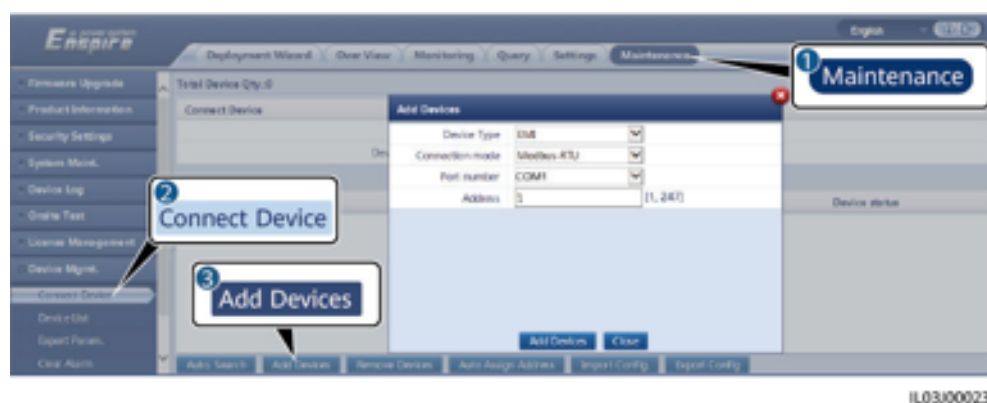 Enspire
English
Deployment Wizard
Over View
Monitoring
Query
Settings
Maintenance
1
Maintenance
Firmware Upgrade
Product Information
Security Settings
System Maint.
Device Log
Onsite Test
License Management
Device Mgmt.
Connect Device
Device List
Export Param.
Clear Alarm
Total Device Qty.:0
Connect Device
Device status
2
Connect Device
3
Add Devices
Add Devices
Device Type
EMI
Connection mode
Modbus-RTU
Port number
COM1
Address
1
[1, 247]
Add Devices
Close
Auto Search
Add Devices
Remove Devices
Auto Assign Address
Import Config
Export Config
IL03J00023